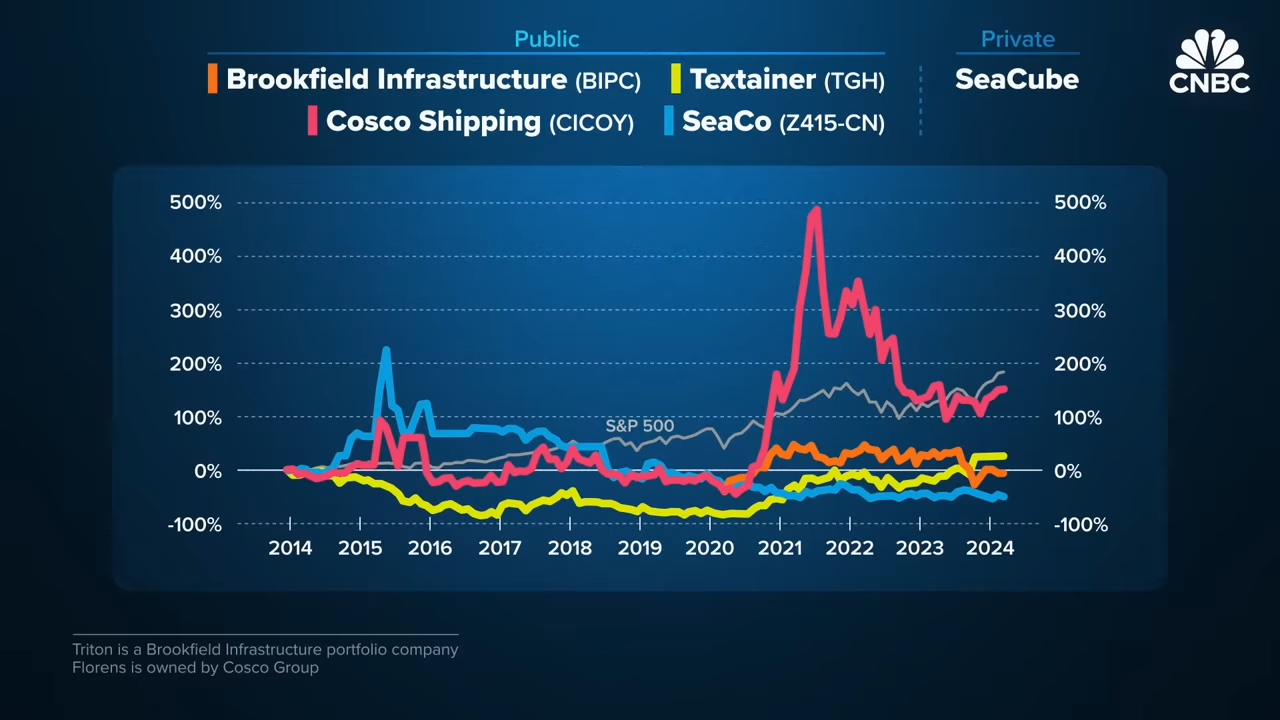 Public
Private
CNBC
Brookfield Infrastructure (BIPC)
Textainer (TGH)
SeaCube
Cosco Shipping (CICOY)
SeaCo (Z415-CN)
500% 500%
400% 400%
300% 300%
200% 200%
100% 100%
S&P 500
0% 0%
-100% -100%
2014 2015 2016 2017 2018 2019 2020 2021 2022 2023 2024
Triton is a Brookfield Infrastructure portfolio company
Florens is owned by Cosco Group